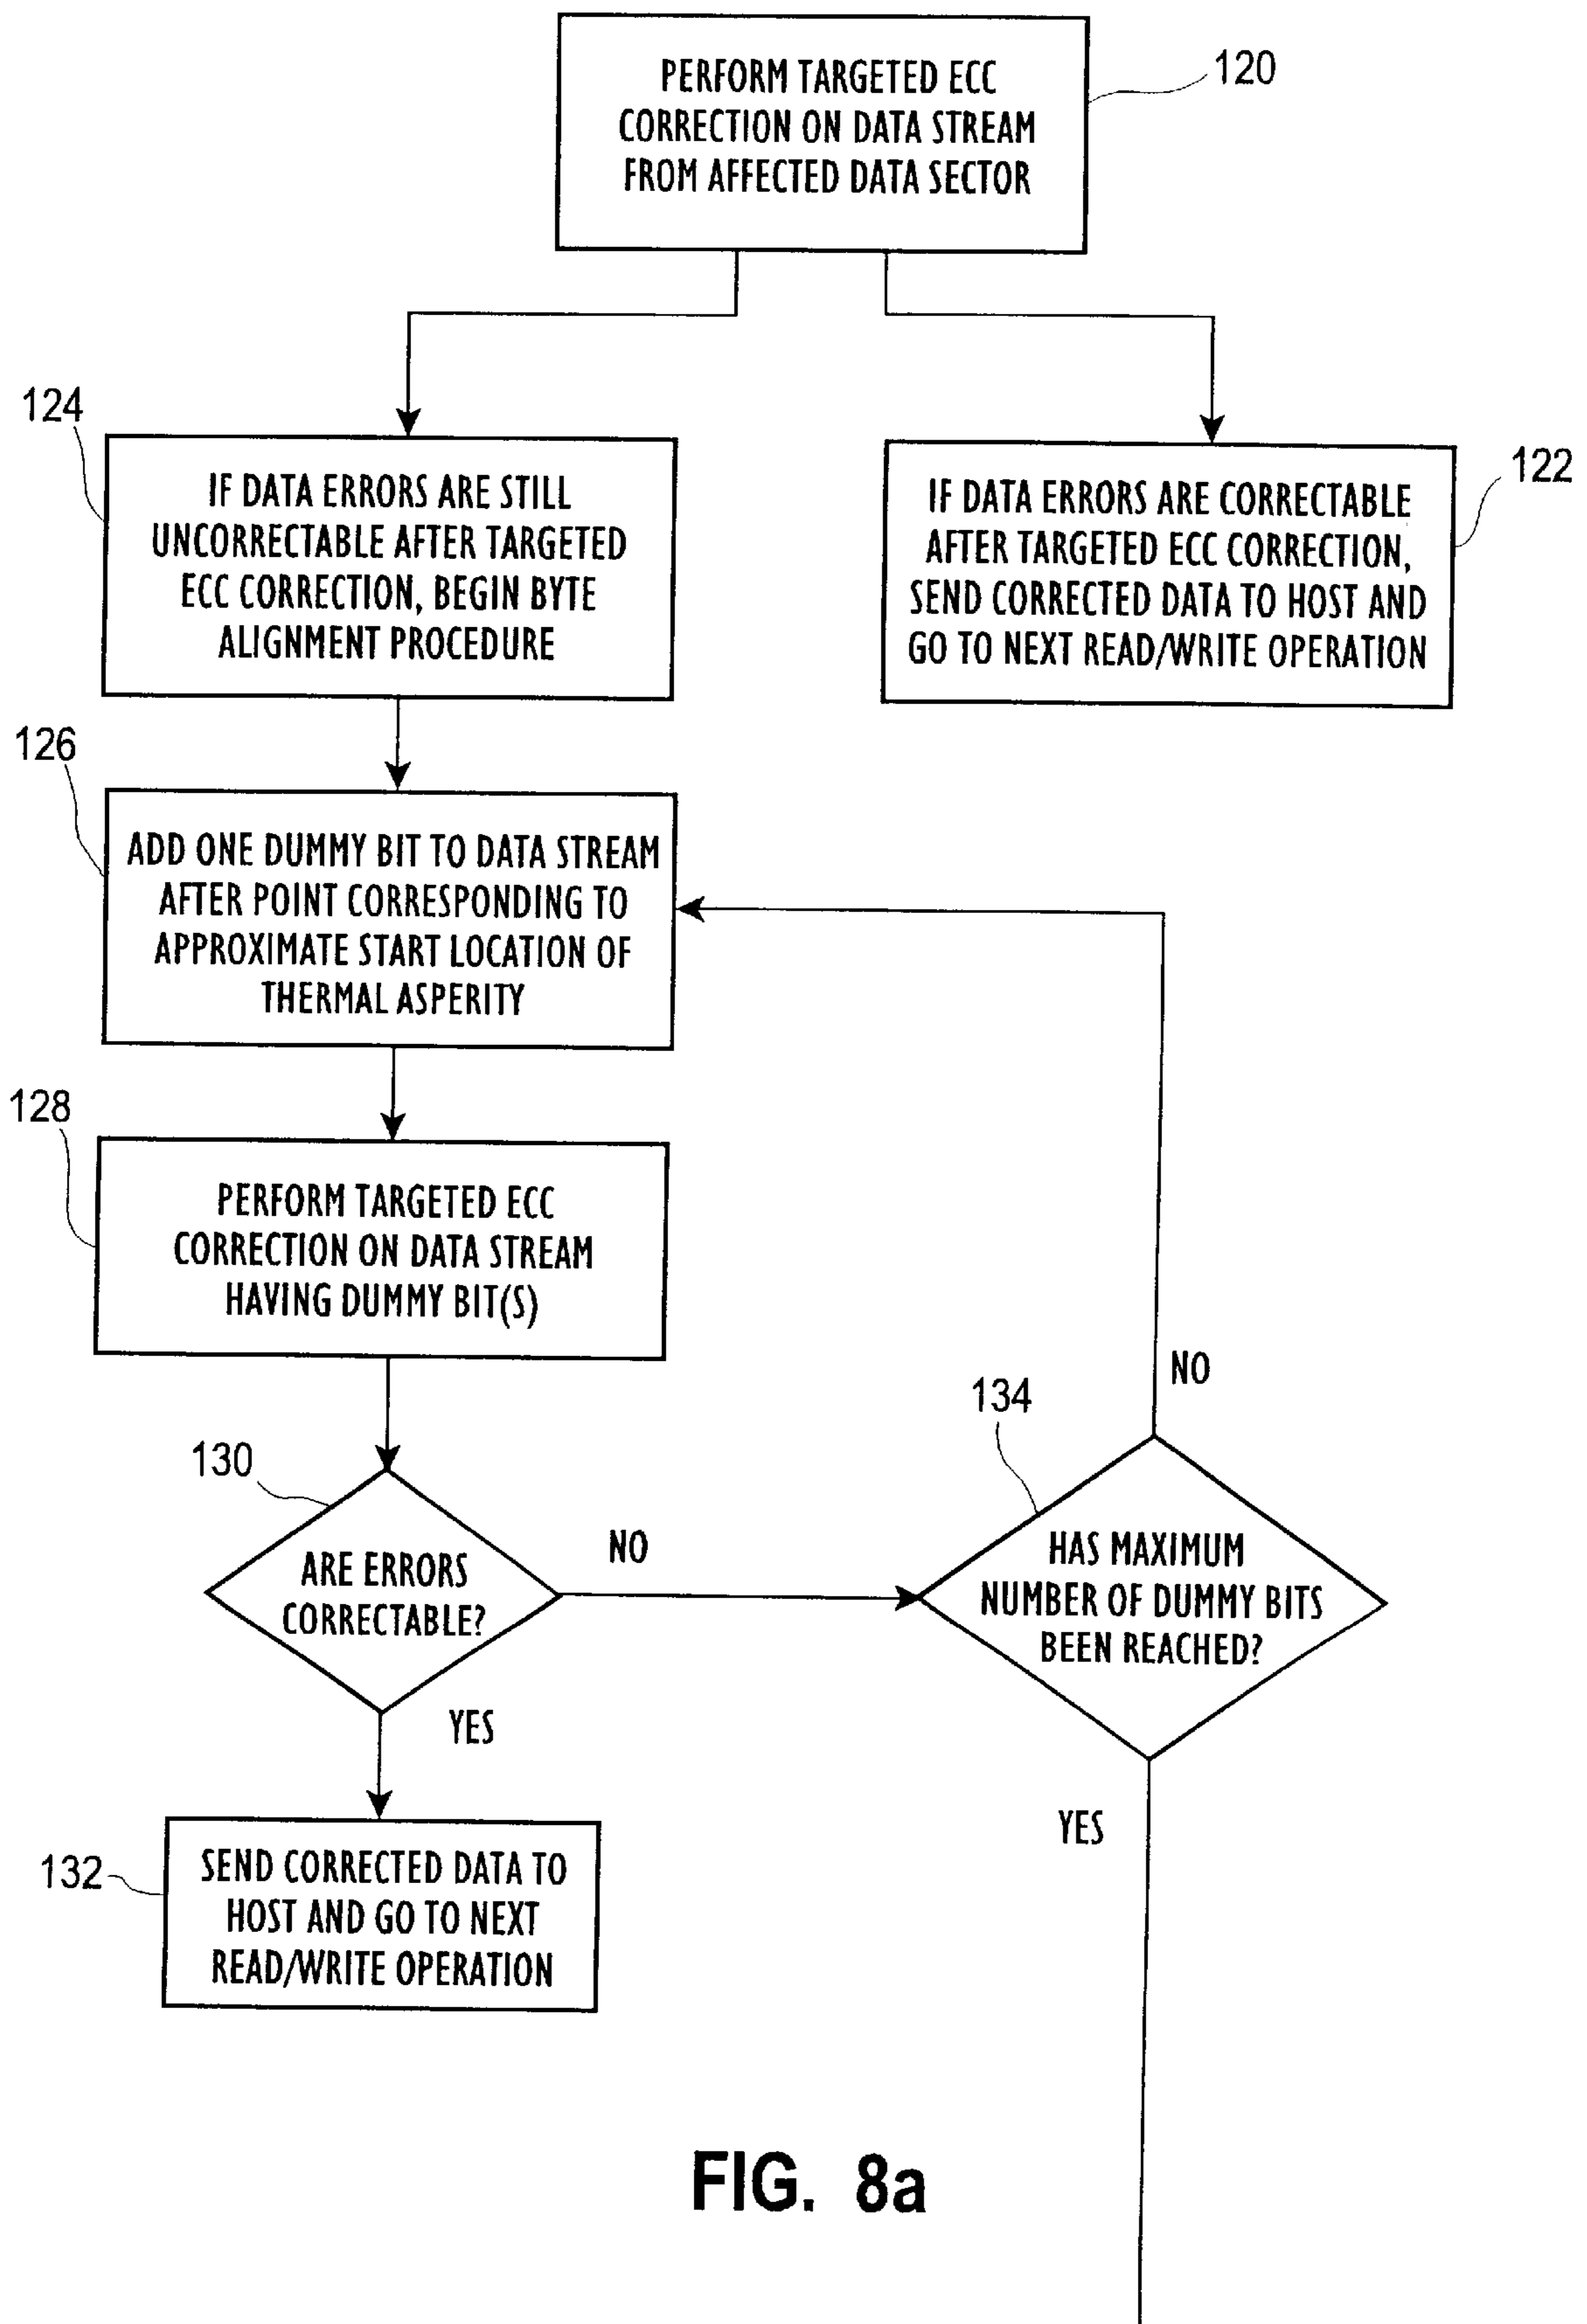 PERFORM TARGETED ECC
CORRECTION ON DATA STREAM
FROM AFFECTED DATA SECTOR
120
124
IF DATA ERRORS ARE STILL
UNCORRECTABLE AFTER TARGETED
ECC CORRECTION, BEGIN BYTE
ALIGNMENT PROCEDURE
122
IF DATA ERRORS ARE CORRECTABLE
AFTER TARGETED ECC CORRECTION,
SEND CORRECTED DATA TO HOST AND
GO TO NEXT READ/WRITE OPERATION
126
ADD ONE DUMMY BIT TO DATA STREAM
AFTER POINT CORRESPONDING TO
APPROXIMATE START LOCATION OF
THERMAL ASPERITY
128
PERFORM TARGETED ECC
CORRECTION ON DATA STREAM
HAVING DUMMY BIT(S)
130
ARE ERRORS
CORRECTABLE?
NO
134
NO
HAS MAXIMUM
NUMBER OF DUMMY BITS
BEEN REACHED?
YES
YES
132
SEND CORRECTED DATA TO
HOST AND GO TO NEXT
READ/WRITE OPERATION
FIG. 8a